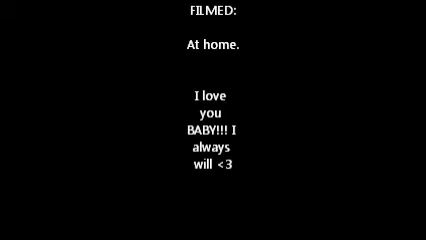 FILMED:
At home.
I love
you
BABY!!! I
always
will <3